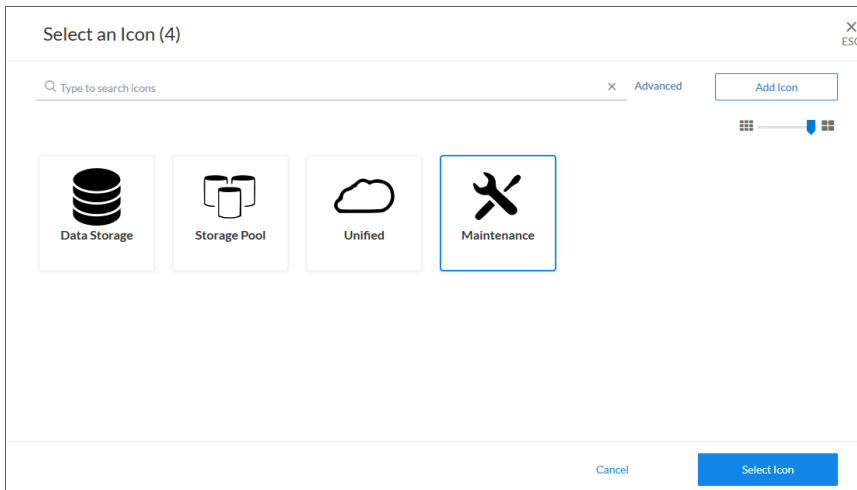 Select an Icon (4)
ESC
Type to search icons
Advanced
Add Icon
Data Storage
Storage Pool
Unified
Maintenance
Cancel
Select Icon